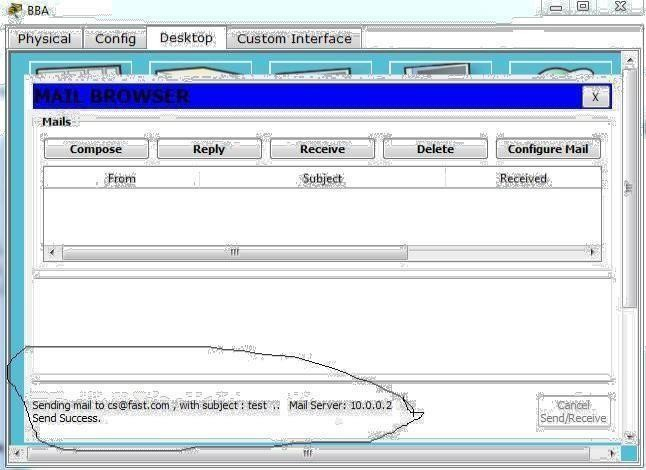 BBA
Physical Config Desktop Custom Interface
MAIL BROWSER X
Mails
Compose Reply Receive Delete Configure Mail
From Subject Received
Sending mail to cs@fast.com , with subject : test .. Mail Server: 10.0.0.2
Send Success.
Cancel
Send/Receive